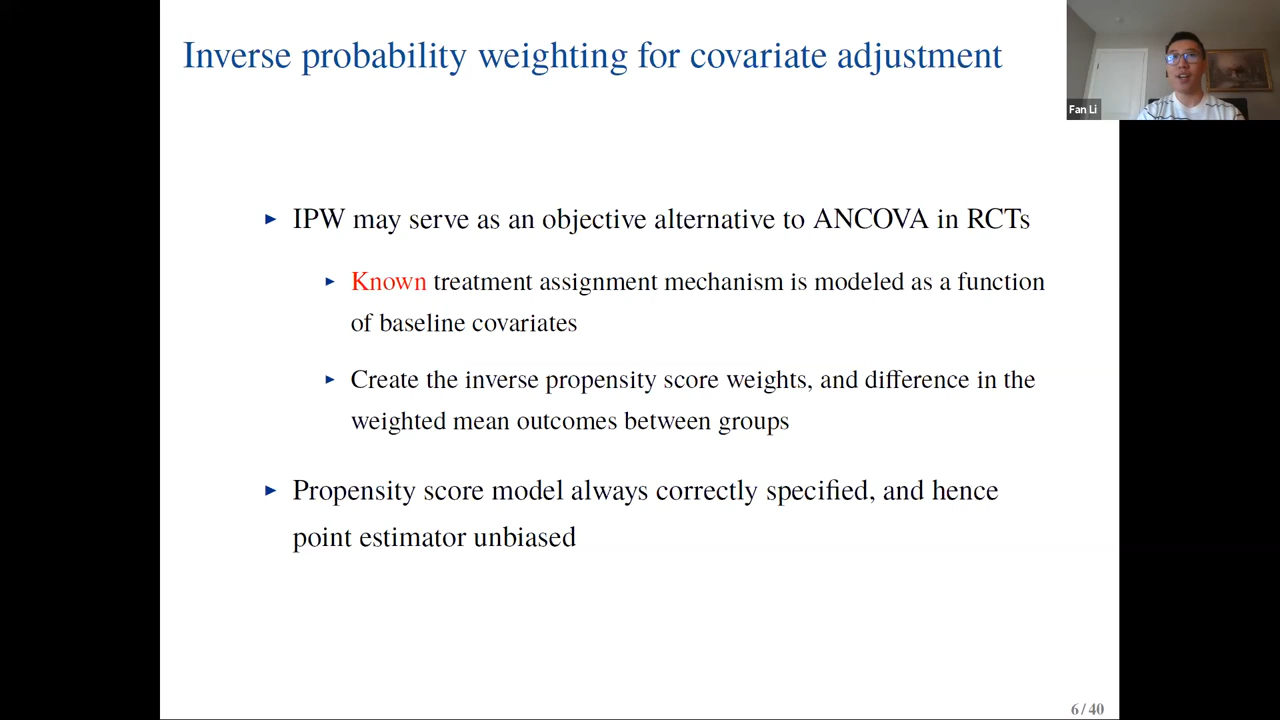 Inverse probability weighting for covariate adjustment
Fan Li
► IPW may serve as an objective alternative to ANCOVA in RCTs
► Known treatment assignment mechanism is modeled as a function
of baseline covariates
► Create the inverse propensity score weights, and difference in the
weighted mean outcomes between groups
► Propensity score model always correctly specified, and hence
point estimator unbiased
6 / 40